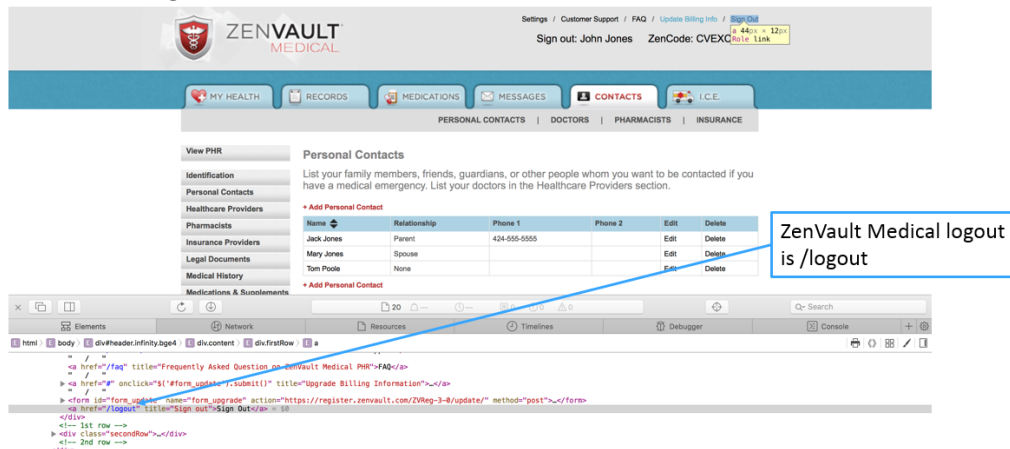 ZENVAULT
MEDICAL
Settings / Customer Support / FAQ / Update Billing Info / Sign Out
a 44px × 12px
Role link
Sign out: John Jones ZenCode: CVEXC
MY HEALTH RECORDS MEDICATIONS MESSAGES CONTACTS I.C.E.
PERSONAL CONTACTS | DOCTORS | PHARMACISTS | INSURANCE
View PHR
Identification
Personal Contacts
Healthcare Providers
Pharmacists
Insurance Providers
Legal Documents
Medical History
Medications & Supplements
Personal Contacts
List your family members, friends, guardians, or other people whom you want to be contacted if you
have a medical emergency. List your doctors in the Healthcare Providers section.
+ Add Personal Contact
Name Relationship Phone 1 Phone 2 Edit Delete
Jack Jones Parent 424-555-5555 Edit Delete
Mary Jones Spouse Edit Delete
Tom Poole None Edit Delete
+ Add Personal Contact
ZenVault Medical logout
is /logout
20 — — 0 0 0 Search
Elements Network Resources Timelines Debugger Console
html body div#header.infinity.bge4 div.content div.firstRow a
" / "
<a href="/faq" title="Frequently Asked Question on ZenVault Medical PHR">FAQ</a>
" / "
<a href="#" onclick="$('#form_update').submit()" title="Upgrade Billing Information">…</a>
" / "
<form id="form_update" name="form_upgrade" action="https://register.zenvault.com/ZVReg-3-0/update/" method="post">…</form>
<a href="/logout" title="Sign out">Sign Out</a> = $0
</div>
<!-- 1st row -->
<div class="secondRow">…</div>
<!-- 2nd row -->